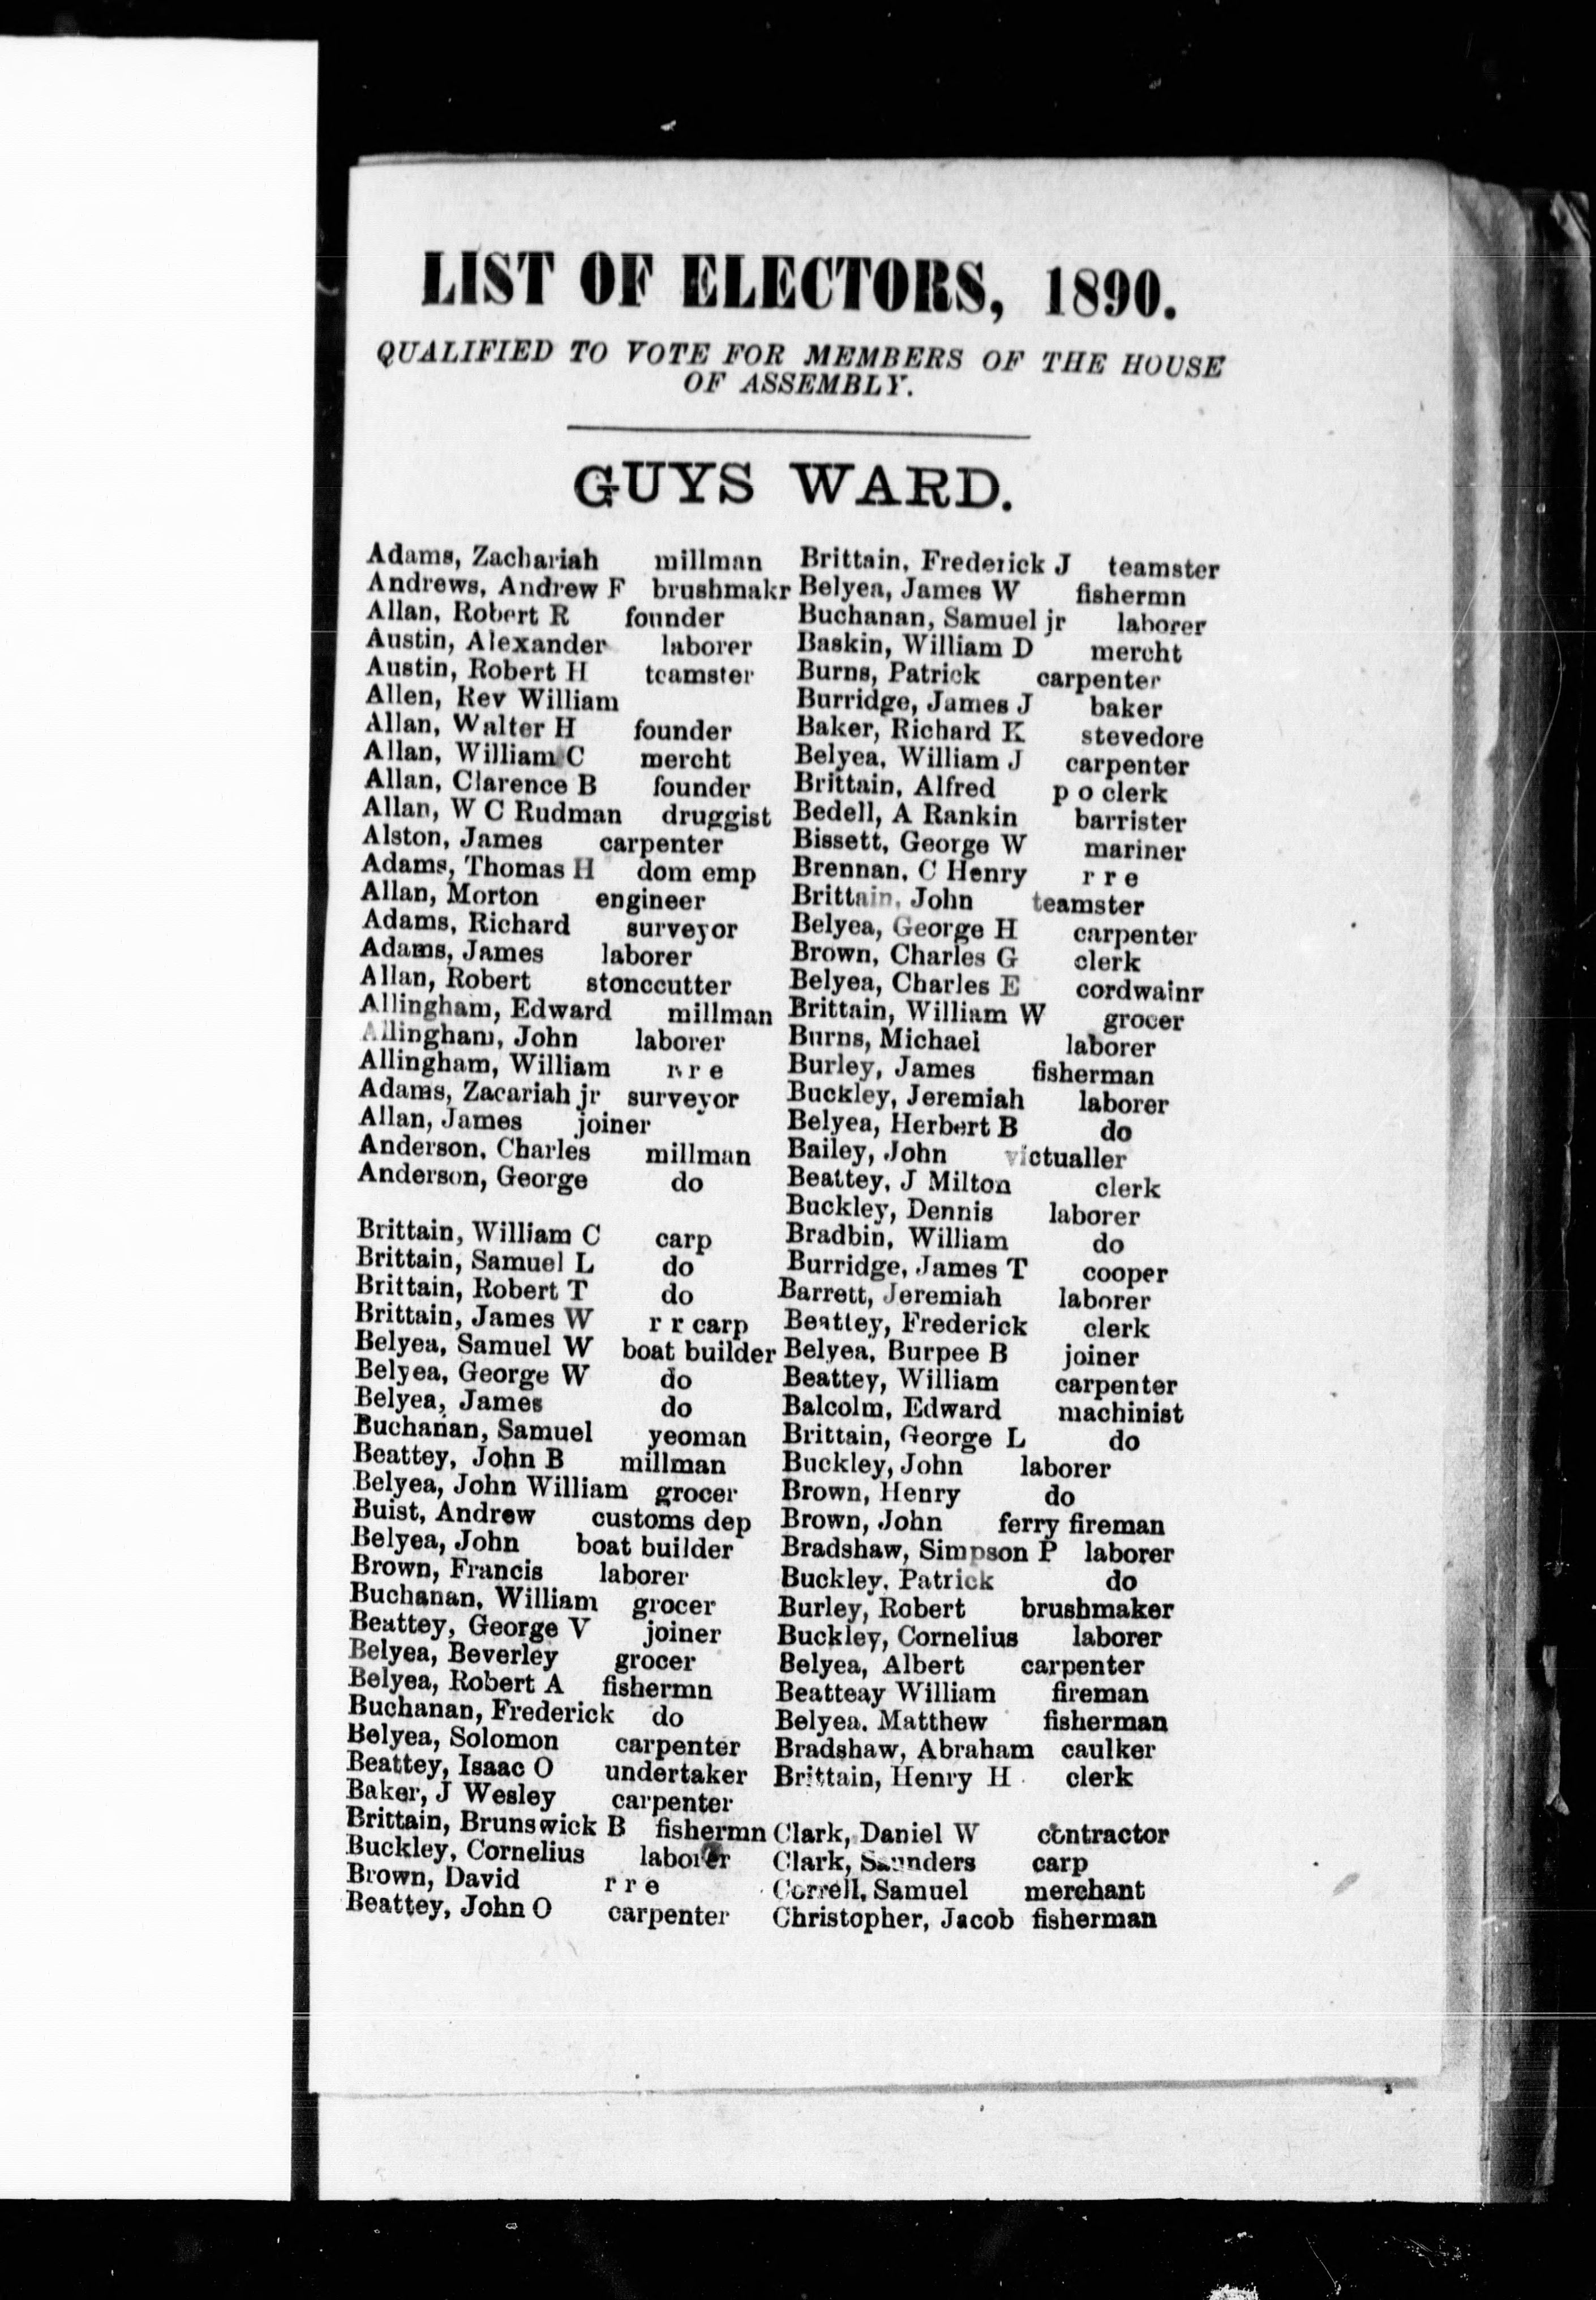 LIST OF ELECTORS, 1890.
QUALIFIED TO VOTE FOR MEMBERS OF THE HOUSE
OF ASSEMBLY.
GUYS WARD.
Adams, Zachariah millman
Andrews, Andrew F brushmakr
Allan, Robert R founder
Austin, Alexander laborer
Austin, Robert H teamster
Allen, Rev William
Allan, Walter H founder
Allan, William C mercht
Allan, Clarence B founder
Allan, W C Rudman druggist
Alston, James carpenter
Adams, Thomas H dom emp
Allan, Morton engineer
Adams, Richard surveyor
Adams, James laborer
Allan, Robert stonecutter
Allingham, Edward millman
Allingham, John laborer
Allingham, William r r e
Adams, Zacariah jr surveyor
Allan, James joiner
Anderson, Charles millman
Anderson, George do
Brittain, William C carp
Brittain, Samuel L do
Brittain, Robert T do
Brittain, James W r r carp
Belyea, Samuel W boat builder
Belyea, George W do
Belyea, James do
Buchanan, Samuel yeoman
Beattey, John B millman
Belyea, John William grocer
Buist, Andrew customs dep
Belyea, John boat builder
Brown, Francis laborer
Buchanan, William grocer
Beattey, George V joiner
Belyea, Beverley grocer
Belyea, Robert A fishermn
Buchanan, Frederick do
Belyea, Solomon carpenter
Beattey, Isaac O undertaker
Baker, J Wesley carpenter
Brittain, Brunswick B fishermn
Buckley, Cornelius laborer
Brown, David r r e
Beattey, John O carpenter
Brittain, Frederick J teamster
Belyea, James W fishermn
Buchanan, Samuel jr laborer
Baskin, William D mercht
Burns, Patrick carpenter
Burridge, James J baker
Baker, Richard K stevedore
Belyea, William J carpenter
Brittain, Alfred p o clerk
Bedell, A Rankin barrister
Bissett, George W mariner
Brennan, C Henry r r e
Brittain, John teamster
Belyea, George H carpenter
Brown, Charles G clerk
Belyea, Charles E cordwainr
Brittain, William W grocer
Burns, Michael laborer
Burley, James fisherman
Buckley, Jeremiah laborer
Belyea, Herbert B do
Bailey, John victualler
Beattey, J Milton clerk
Buckley, Dennis laborer
Bradbin, William do
Burridge, James T cooper
Barrett, Jeremiah laborer
Beattey, Frederick clerk
Belyea, Burpee B joiner
Beattey, William carpenter
Balcolm, Edward machinist
Brittain, George L do
Buckley, John laborer
Brown, Henry do
Brown, John ferry fireman
Bradshaw, Simpson P laborer
Buckley, Patrick do
Burley, Robert brushmaker
Buckley, Cornelius laborer
Belyea, Albert carpenter
Beatteay William fireman
Belyea. Matthew fisherman
Bradshaw, Abraham caulker
Brittain, Henry H clerk
Clark, Daniel W contractor
Clark, Saunders carp
Correll, Samuel merchant
Christopher, Jacob fisherman